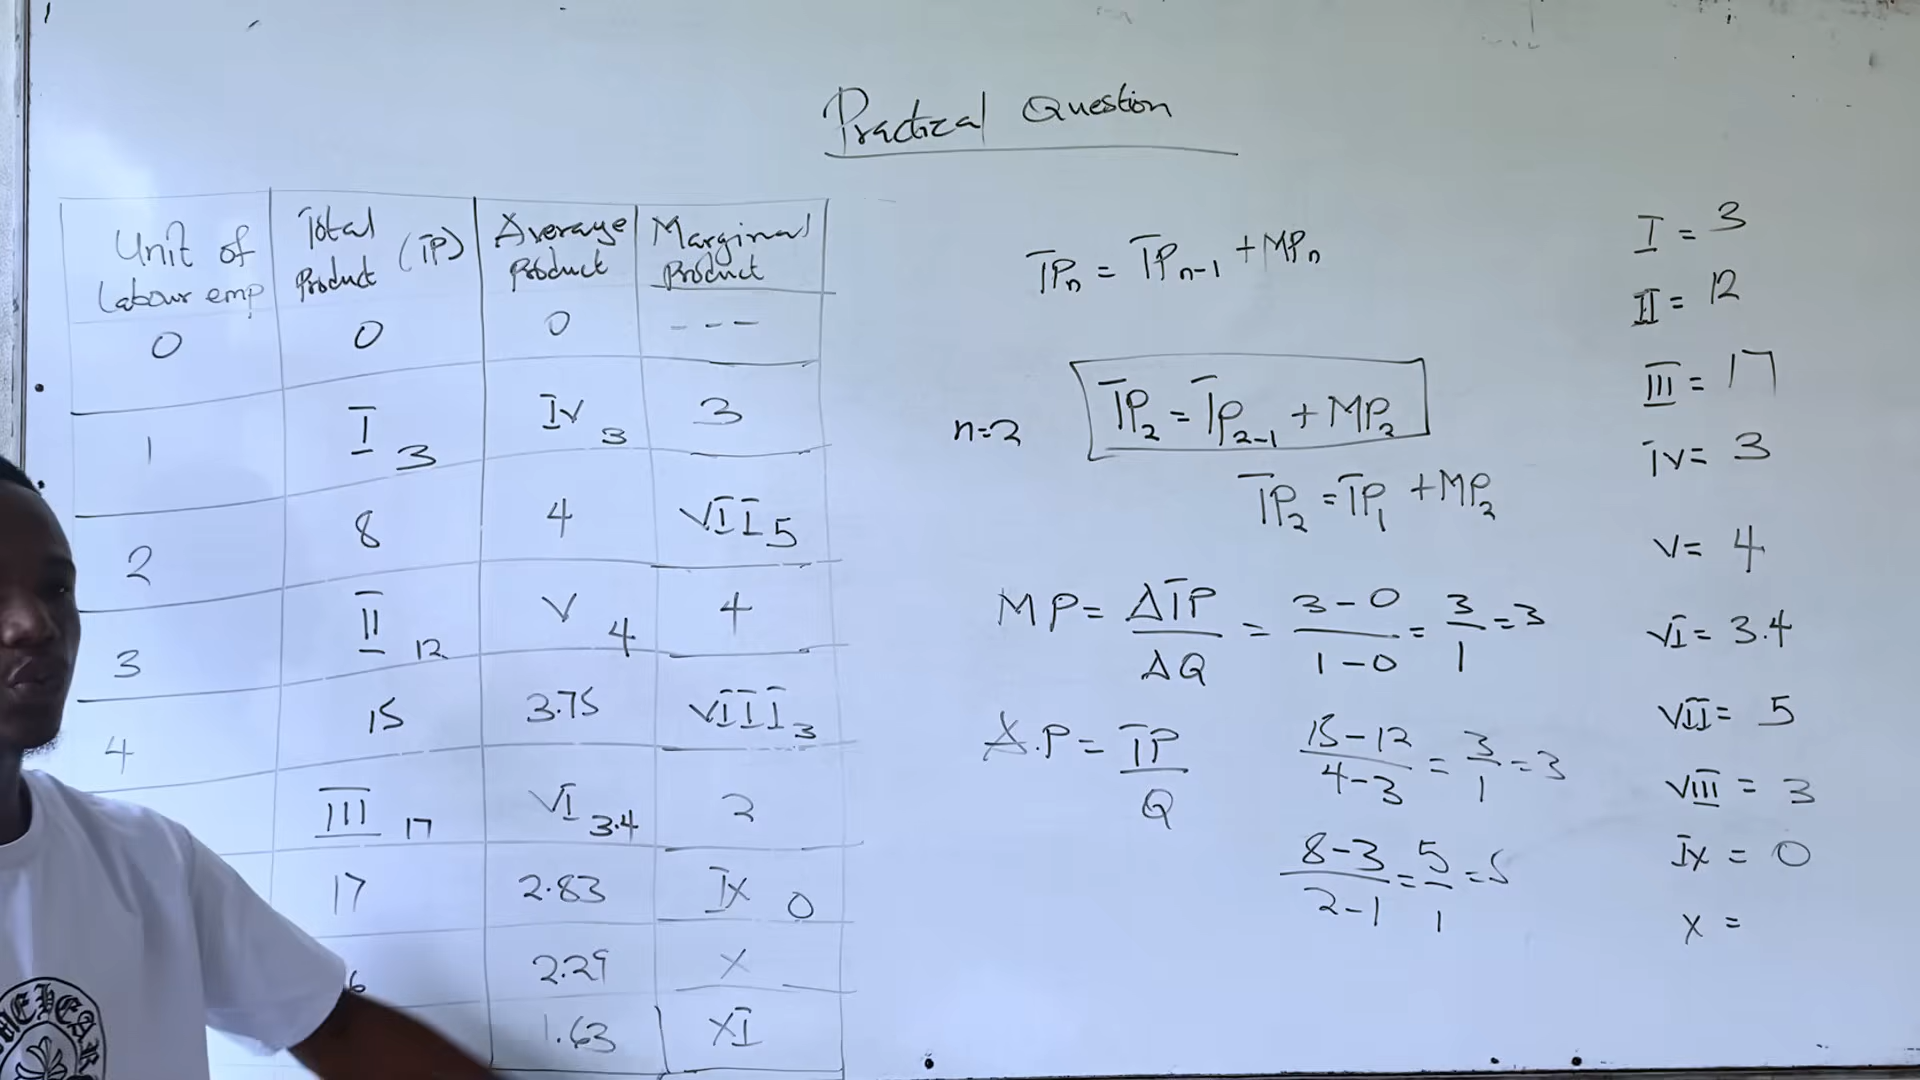 Practical Question
Unit of Labour emp | Total Product (TP) | Average Product | Marginal Product
0 | 0 | 0 | ---
1 | I 3 | IV 3 | 3
2 | 8 | 4 | VII 5
3 | II 12 | V 4 | 4
4 | 15 | 3.75 | VIII 3
III 17 | VI 3.4 | 2
17 | 2.83 | IX 0
6 | 2.29 | X
1.63 | XI
TPn = TPn-1 + MPn
n=2 TP2 = TP2-1 + MP2
TP2 = TP1 + MP2
MP = ΔTP/ΔQ = 3-0/1-0 = 3/1 = 3
A.P = TP/Q
15-12/4-3 = 3/1 = 3
8-3/2-1 = 5/1 = 5
I = 3
II = 12
III = 17
IV = 3
V = 4
VI = 3.4
VII = 5
VIII = 3
IX = 0
X =